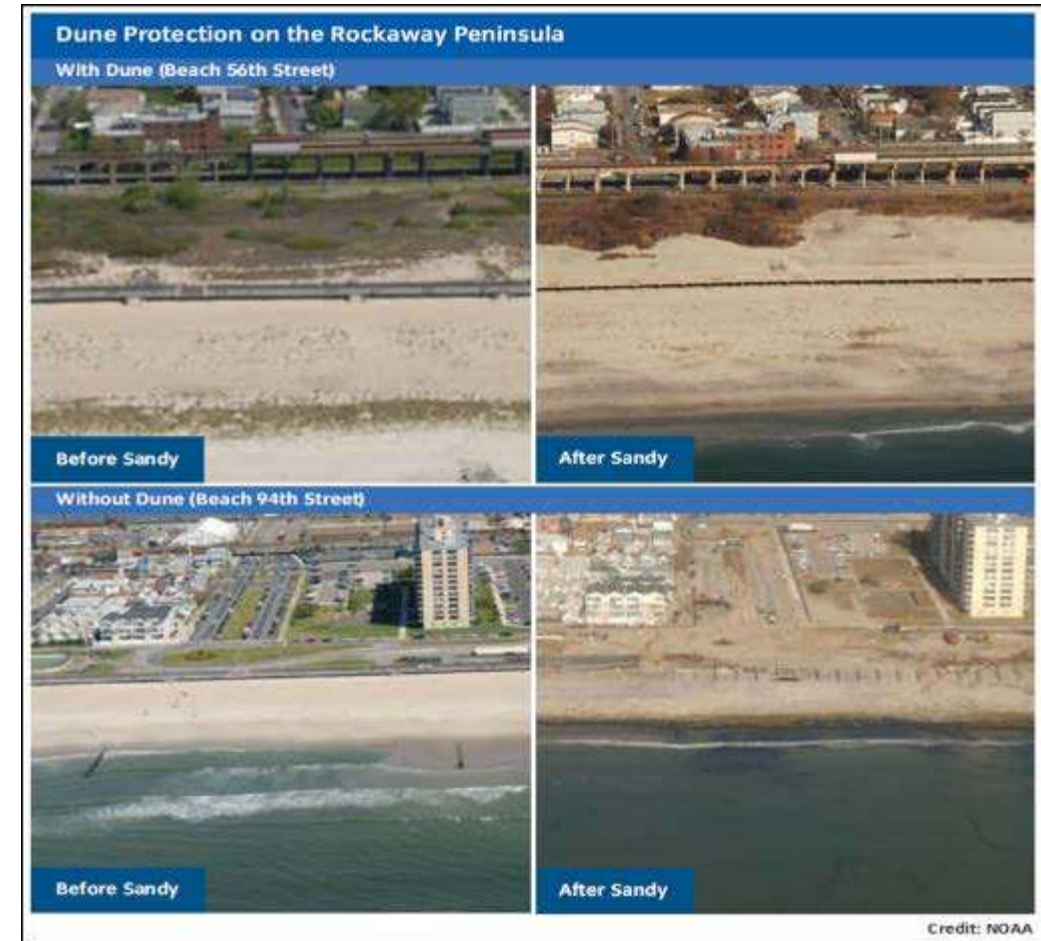 Dune Protection on the Rockaway Peninsula
With Dune (Beach 56th Street)
Before Sandy
After Sandy
Without Dune (Beach 94th Street)
Before Sandy
After Sandy
Credit: NOAA